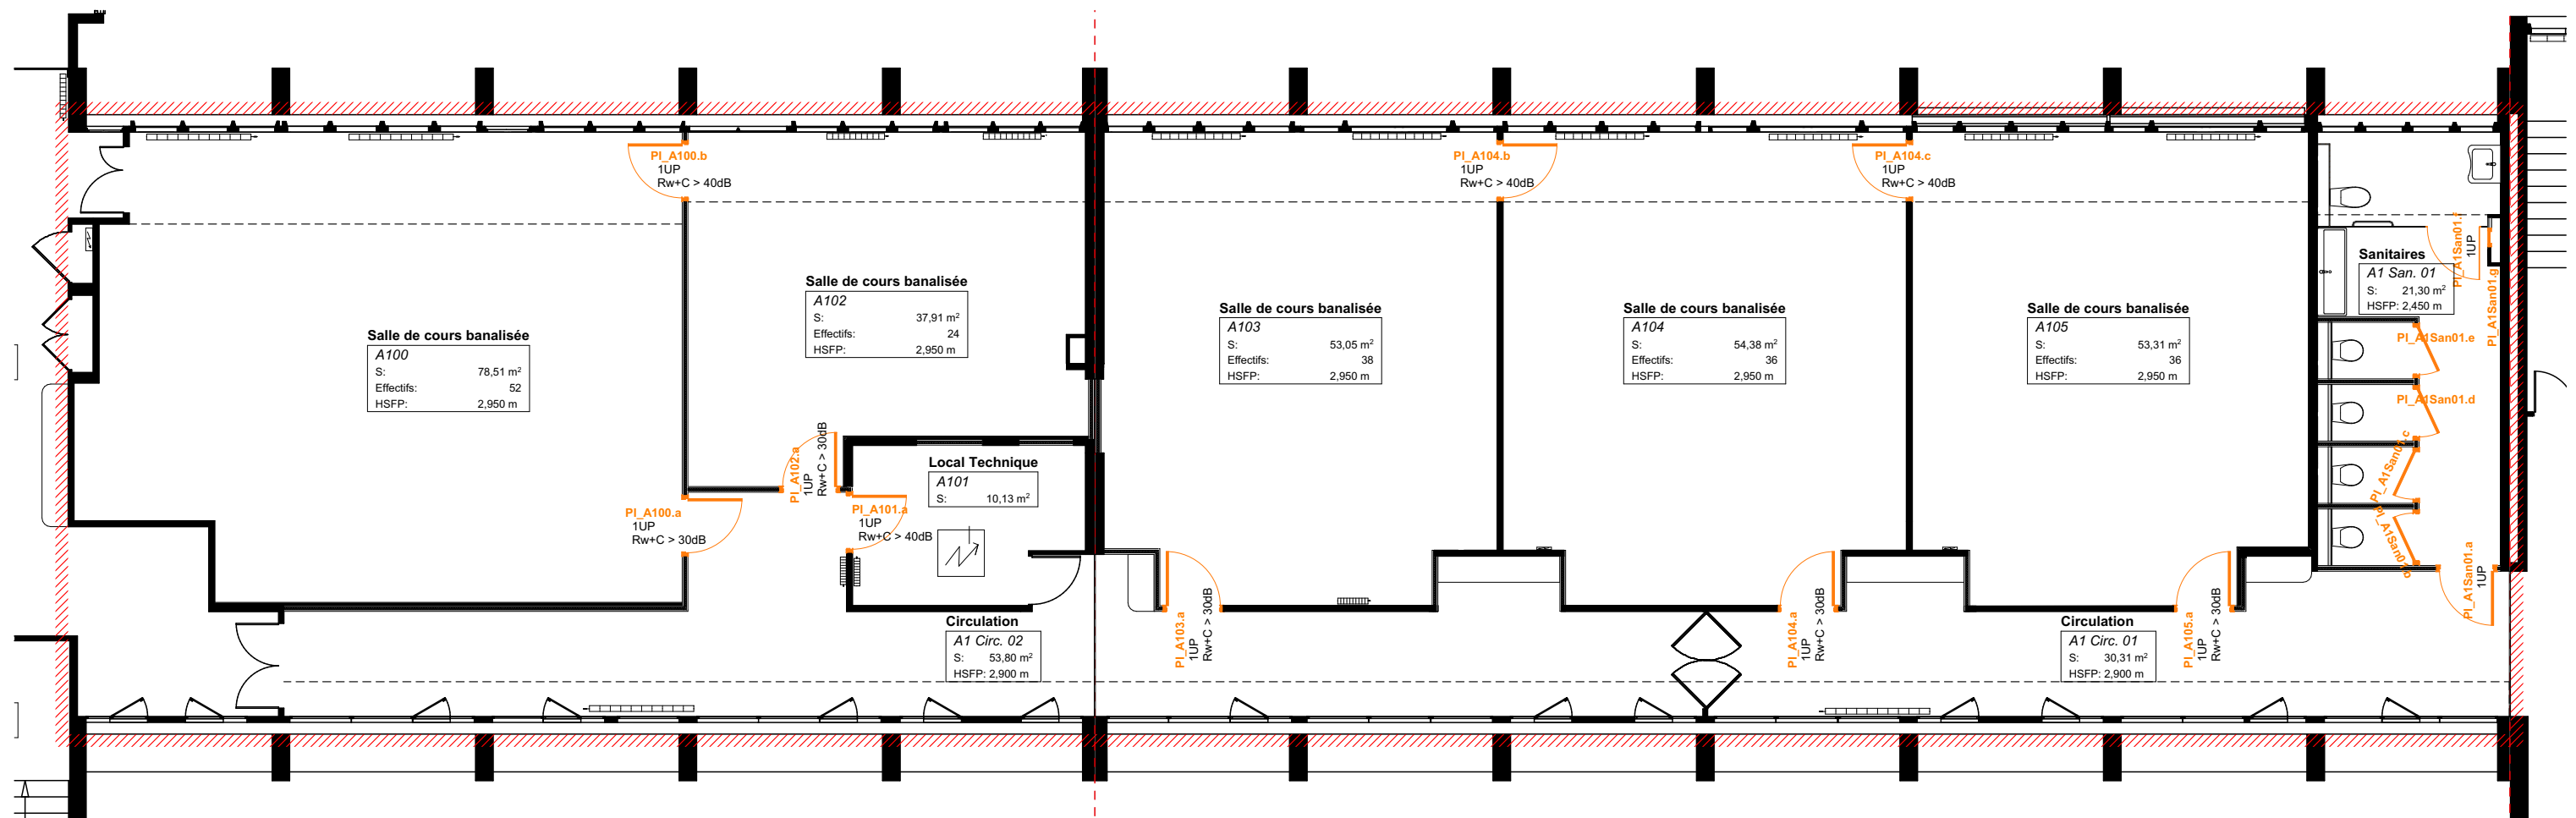 PI_A100.b
1UP
Rw+C > 40dB
PI_A104.b
1UP
Rw+C > 40dB
PI_A104.c
1UP
Rw+C > 40dB
Salle de cours banalisée
A100
S: 78,51 m²
Effectifs: 52
HSFP: 2,950 m
Salle de cours banalisée
A102
S: 37,91 m²
Effectifs: 24
HSFP: 2,950 m
Salle de cours banalisée
A103
S: 53,05 m²
Effectifs: 38
HSFP: 2,950 m
Salle de cours banalisée
A104
S: 54,38 m²
Effectifs: 36
HSFP: 2,950 m
Salle de cours banalisée
A105
S: 53,31 m²
Effectifs: 36
HSFP: 2,950 m
Sanitaires
A1 San. 01
S: 21,30 m²
HSFP: 2,450 m
PI_A1San01.f
1UP
PI_A1San01.g
PI_A1San01.e
PI_A1San01.d
PI_A1San01.c
PI_A1San01.b
PI_A1San01.a
1UP
PI_A100.a
1UP
Rw+C > 30dB
PI_A102.a
1UP
Rw+C > 30dB
PI_A101.a
1UP
Rw+C > 40dB
Local Technique
A101
S: 10,13 m²
Circulation
A1 Circ. 02
S: 53,80 m²
HSFP: 2,900 m
PI_A103.a
1UP
Rw+C > 30dB
PI_A104.a
1UP
Rw+C > 30dB
Circulation
A1 Circ. 01
S: 30,31 m²
HSFP: 2,900 m
PI_A105.a
1UP
Rw+C > 30dB